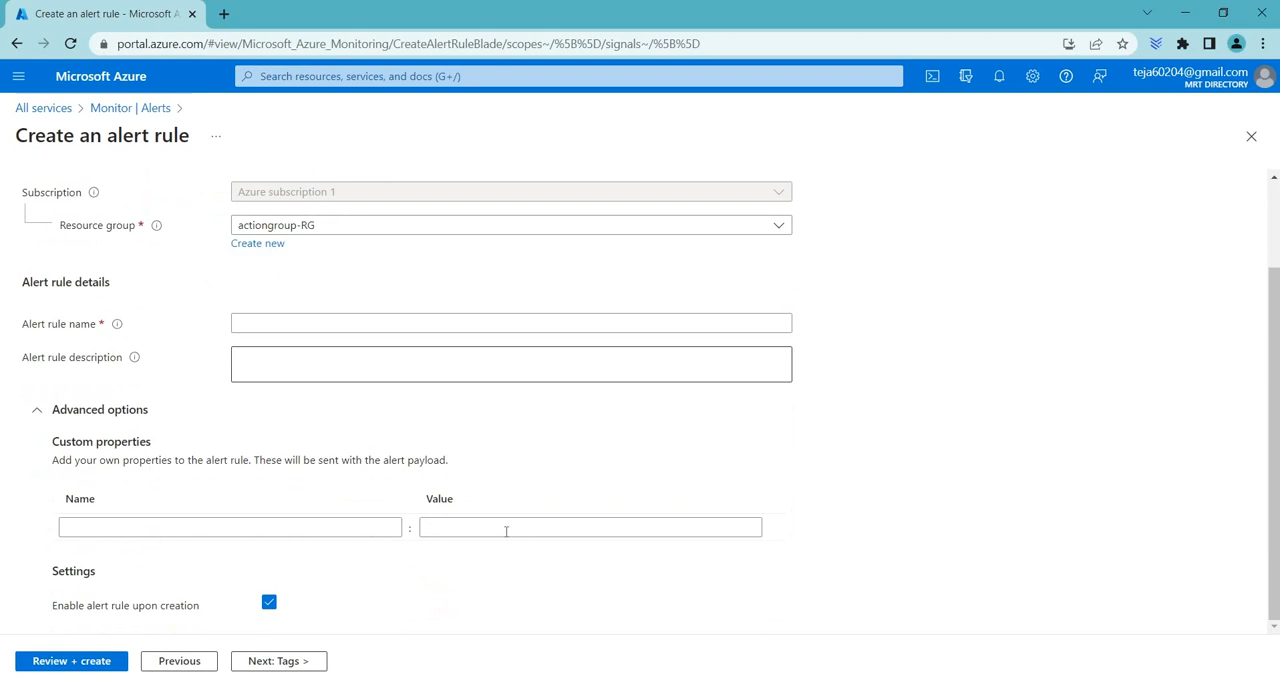 Create an alert rule - Microsoft A
portal.azure.com/#view/Microsoft_Azure_Monitoring/CreateAlertRuleBlade/scopes~/%5B%5D/signals~/%5B%5D
Microsoft Azure
Search resources, services, and docs (G+/)
teja60204@gmail.com
MRT DIRECTORY
All services > Monitor | Alerts >
Create an alert rule ...
Subscription
Azure subscription 1
Resource group *
actiongroup-RG
Create new
Alert rule details
Alert rule name *
Alert rule description
Advanced options
Custom properties
Add your own properties to the alert rule. These will be sent with the alert payload.
Name Value
:
Settings
Enable alert rule upon creation
Review + create Previous Next: Tags >